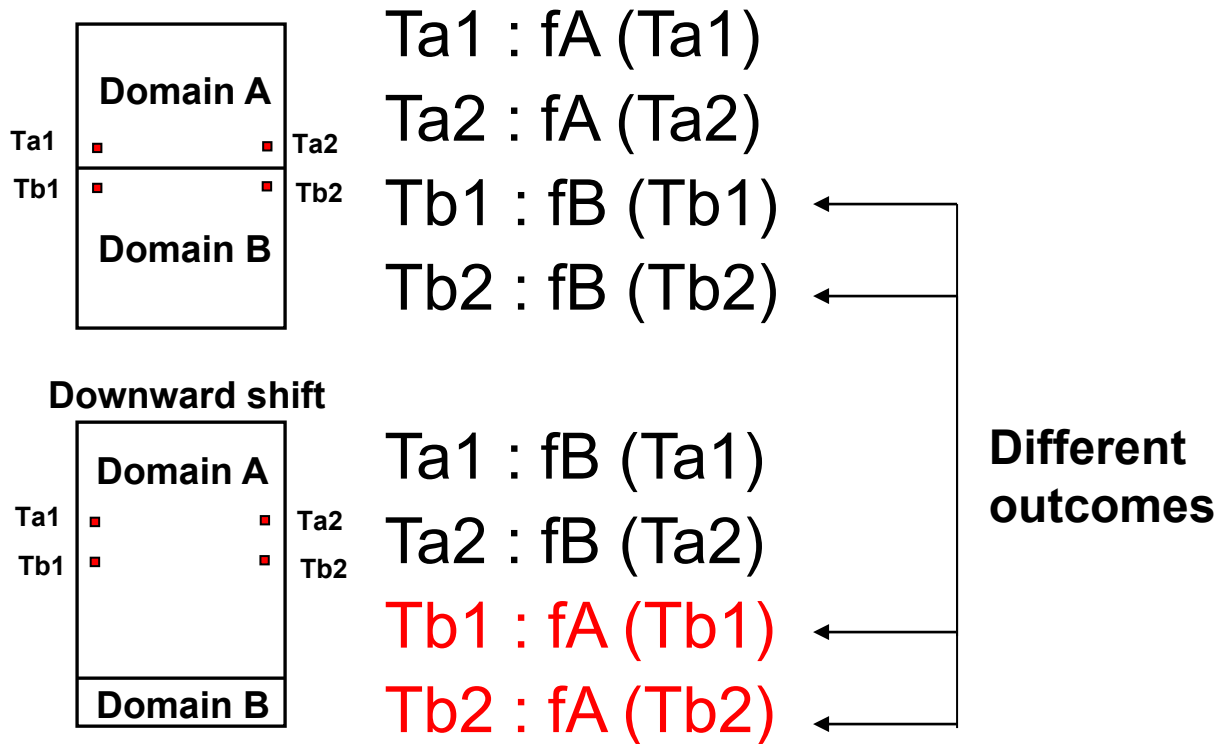 Domain A
Ta1
Ta2
Tb1
Tb2
Domain B
Ta1 : fA (Ta1)
Ta2 : fA (Ta2)
Tb1 : fB (Tb1)
Tb2 : fB (Tb2)
Downward shift
Domain A
Ta1
Ta2
Tb1
Tb2
Domain B
Ta1 : fB (Ta1)
Ta2 : fB (Ta2)
Tb1 : fA (Tb1)
Tb2 : fA (Tb2)
Different
outcomes